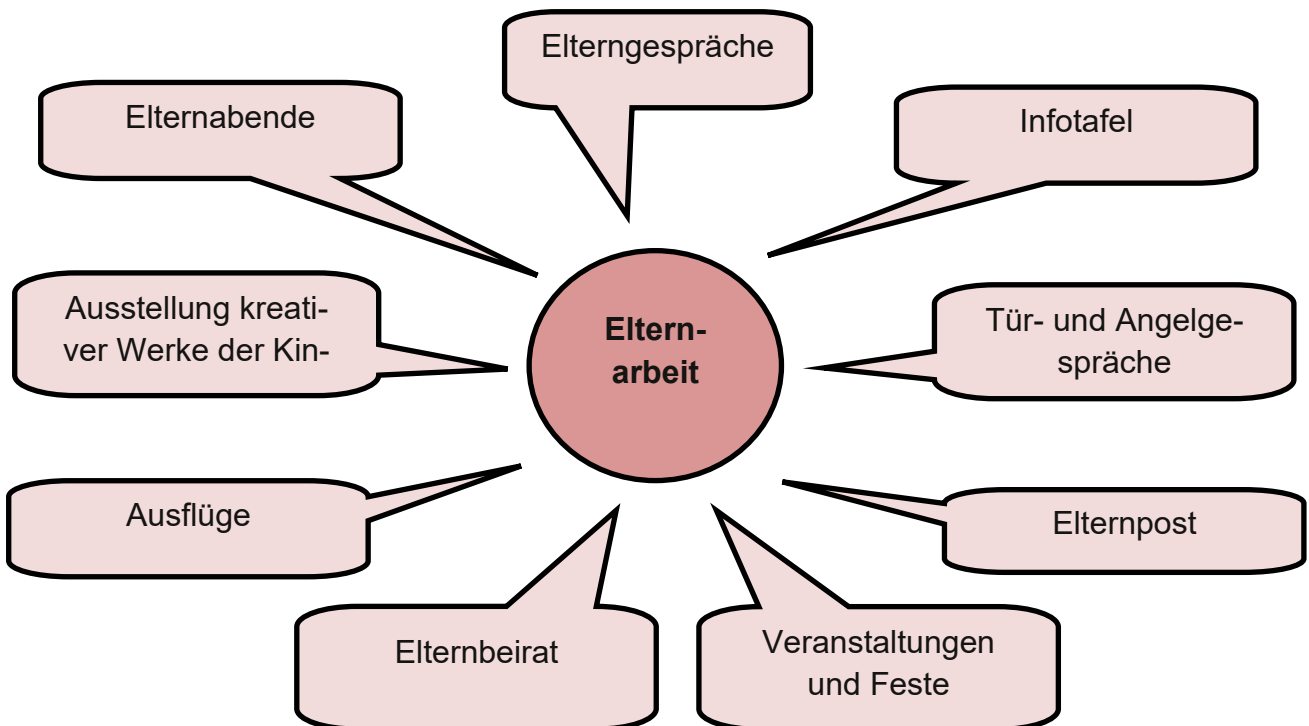 Elterngespräche
Elternabende
Infotafel
Ausstellung kreati-
ver Werke der Kin-
Eltern-
arbeit
Tür- und Angelge-
spräche
Ausflüge
Elternpost
Elternbeirat
Veranstaltungen
und Feste